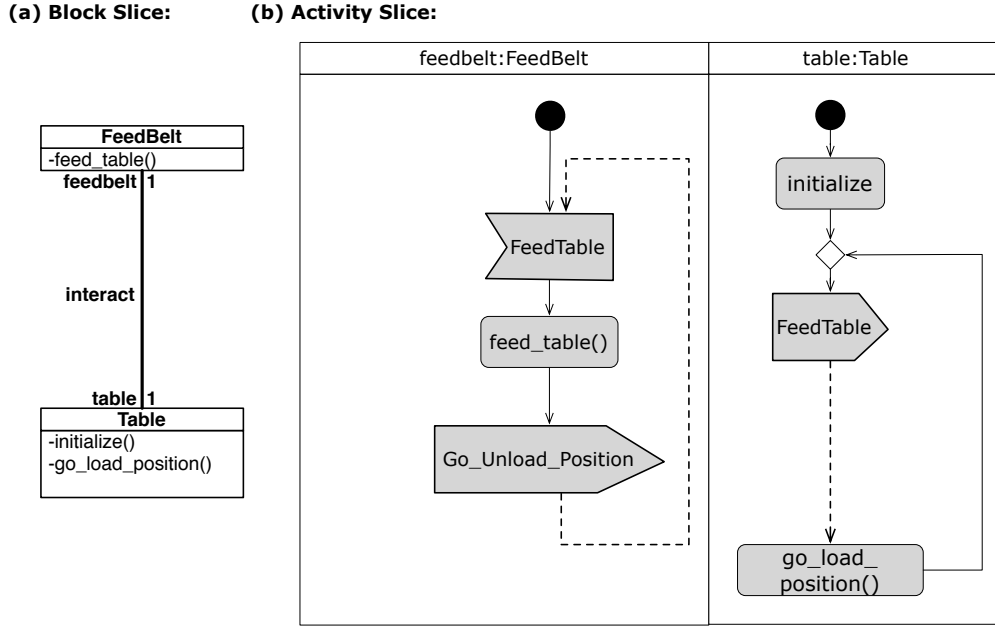 (a) Block Slice:
(b) Activity Slice:
FeedBelt
-feed_table()
feedbelt 1
interact
table 1
Table
-initialize()
-go_load_position()
feedbelt:FeedBelt
FeedTable
feed_table()
Go_Unload_Position
table:Table
initialize
FeedTable
go_load_
position()